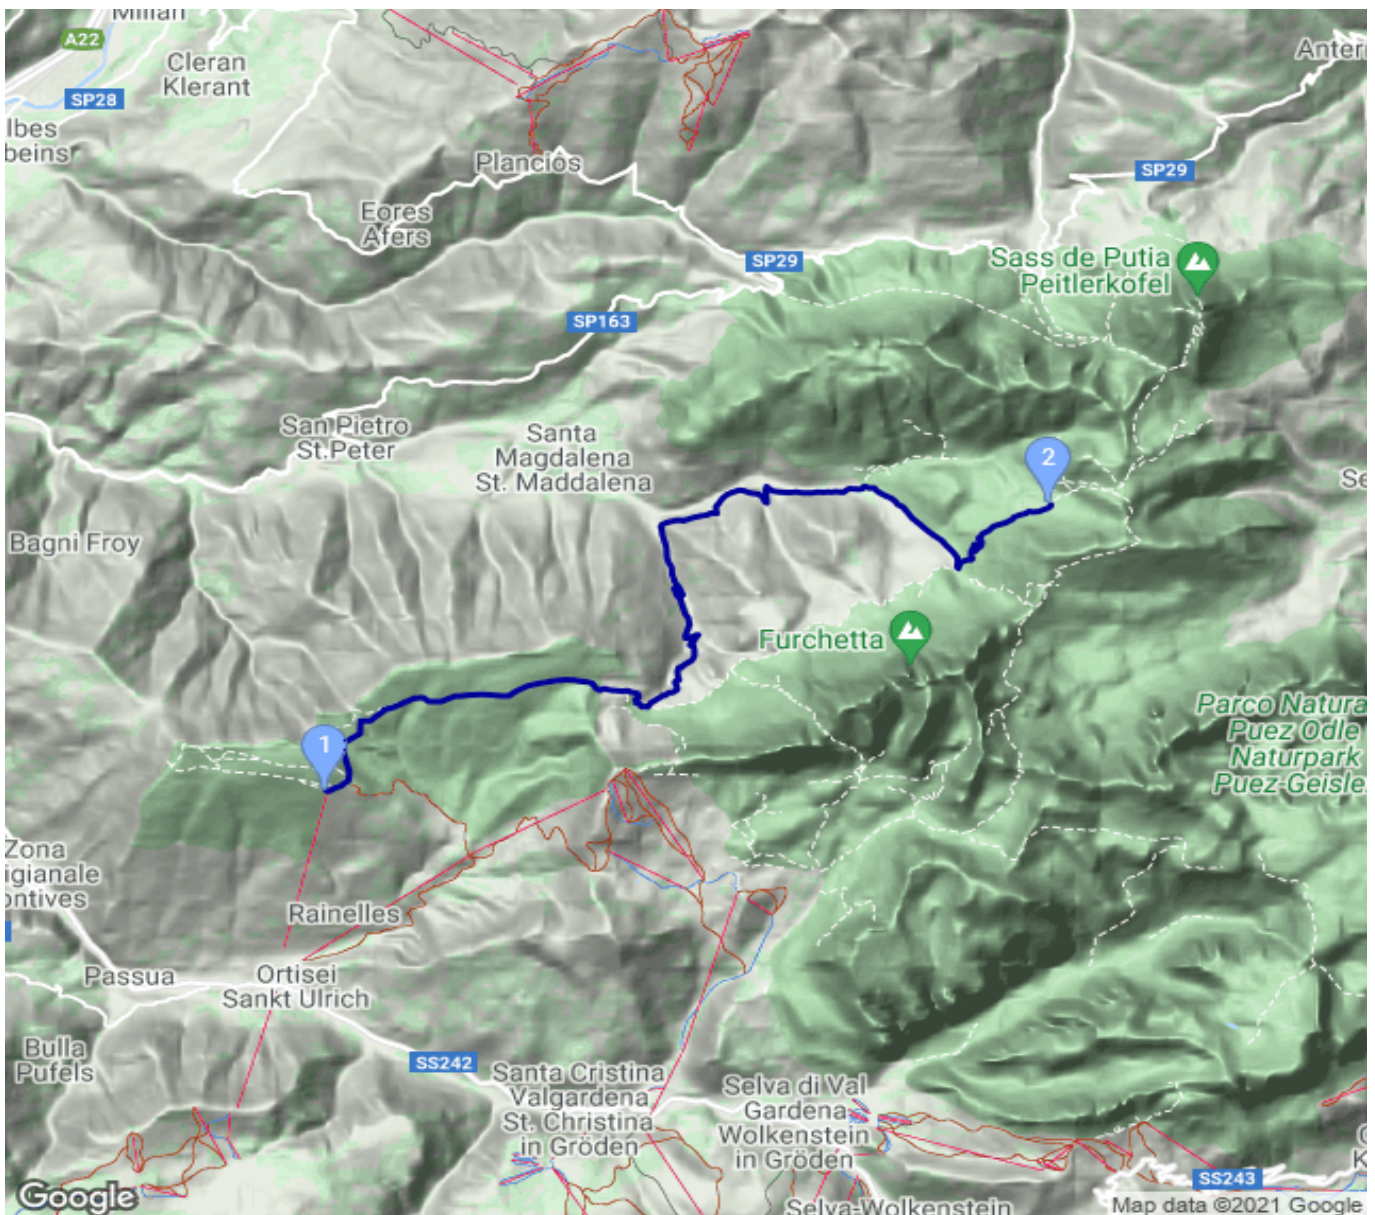 Millan
A22
Cleran
Klerant
SP28
lbes
beins
Plancios
Antern
SP29
Eores
Afers
SP29
Sass de Putia
Peitlerkofel
SP163
San Pietro
St.Peter
Santa
Magdalena
St. Maddalena
2
Se
Bagni Froy
Furchetta
Parco Natura
Puez Odle
Naturpark
Puez-Geisle
1
Zona
igianale
ontives
Rainelles
Passua
Ortisei
Sankt Ulrich
Bulla
Pufels
SS242
Santa Cristina
Valgardena
St. Christina
in Gröden
Selva di Val
Gardena
Wolkenstein
in Gröden
SS243
K
Selva-Wolkenstein
Google
Map data ©2021 Google